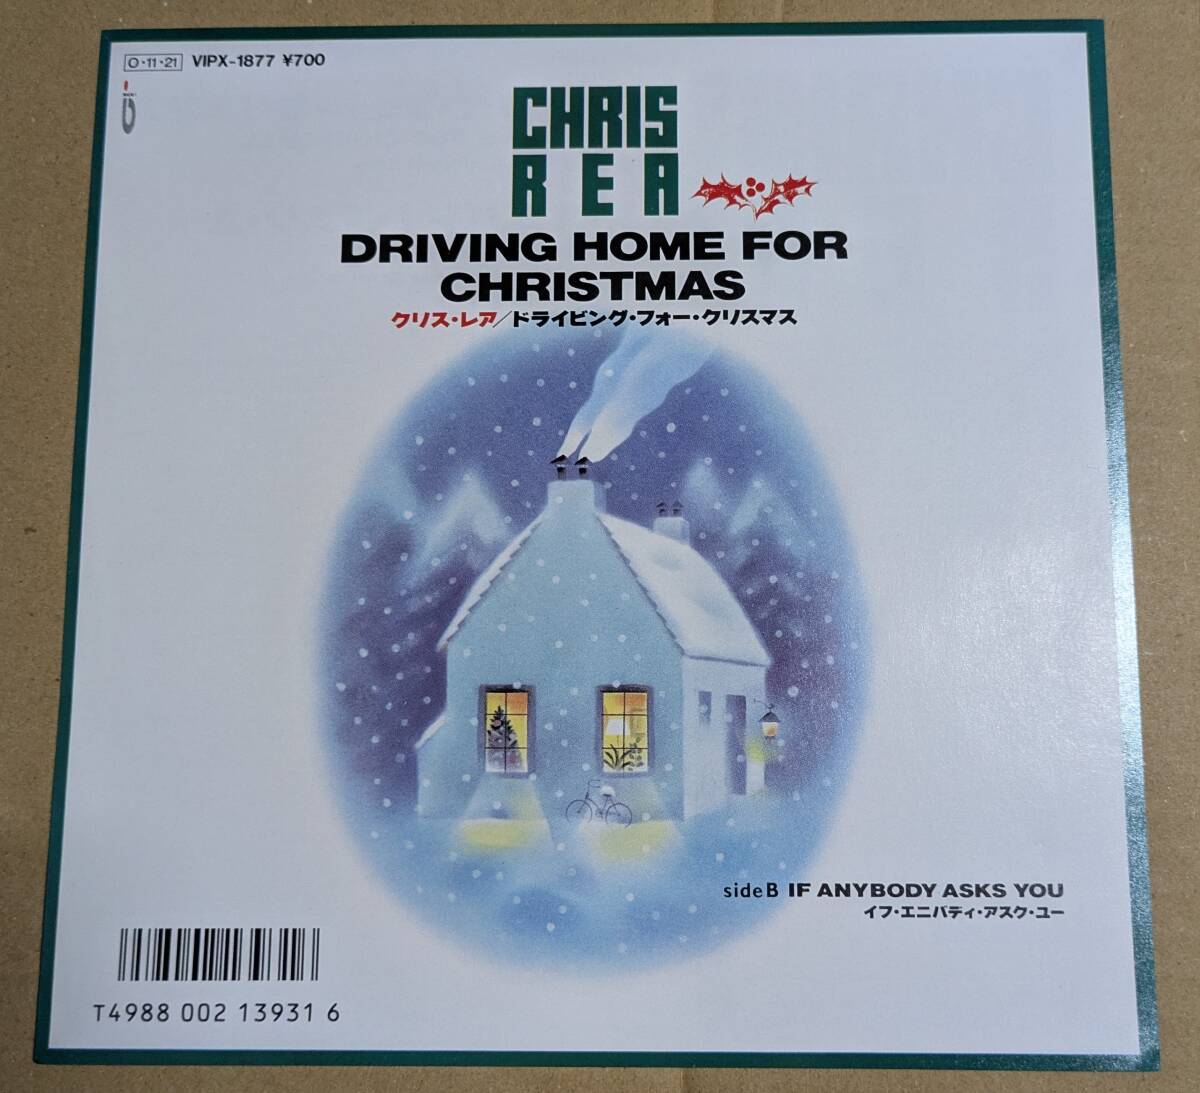 O・11・21 VIPX-1877 ¥700
CHRIS
REA
DRIVING HOME FOR
CHRISTMAS
クリス・レア/ドライビング・フォー・クリスマス
side B IF ANYBODY ASKS YOU
イフ・エニバディ・アスク・ユー
T4988 002 13931 6